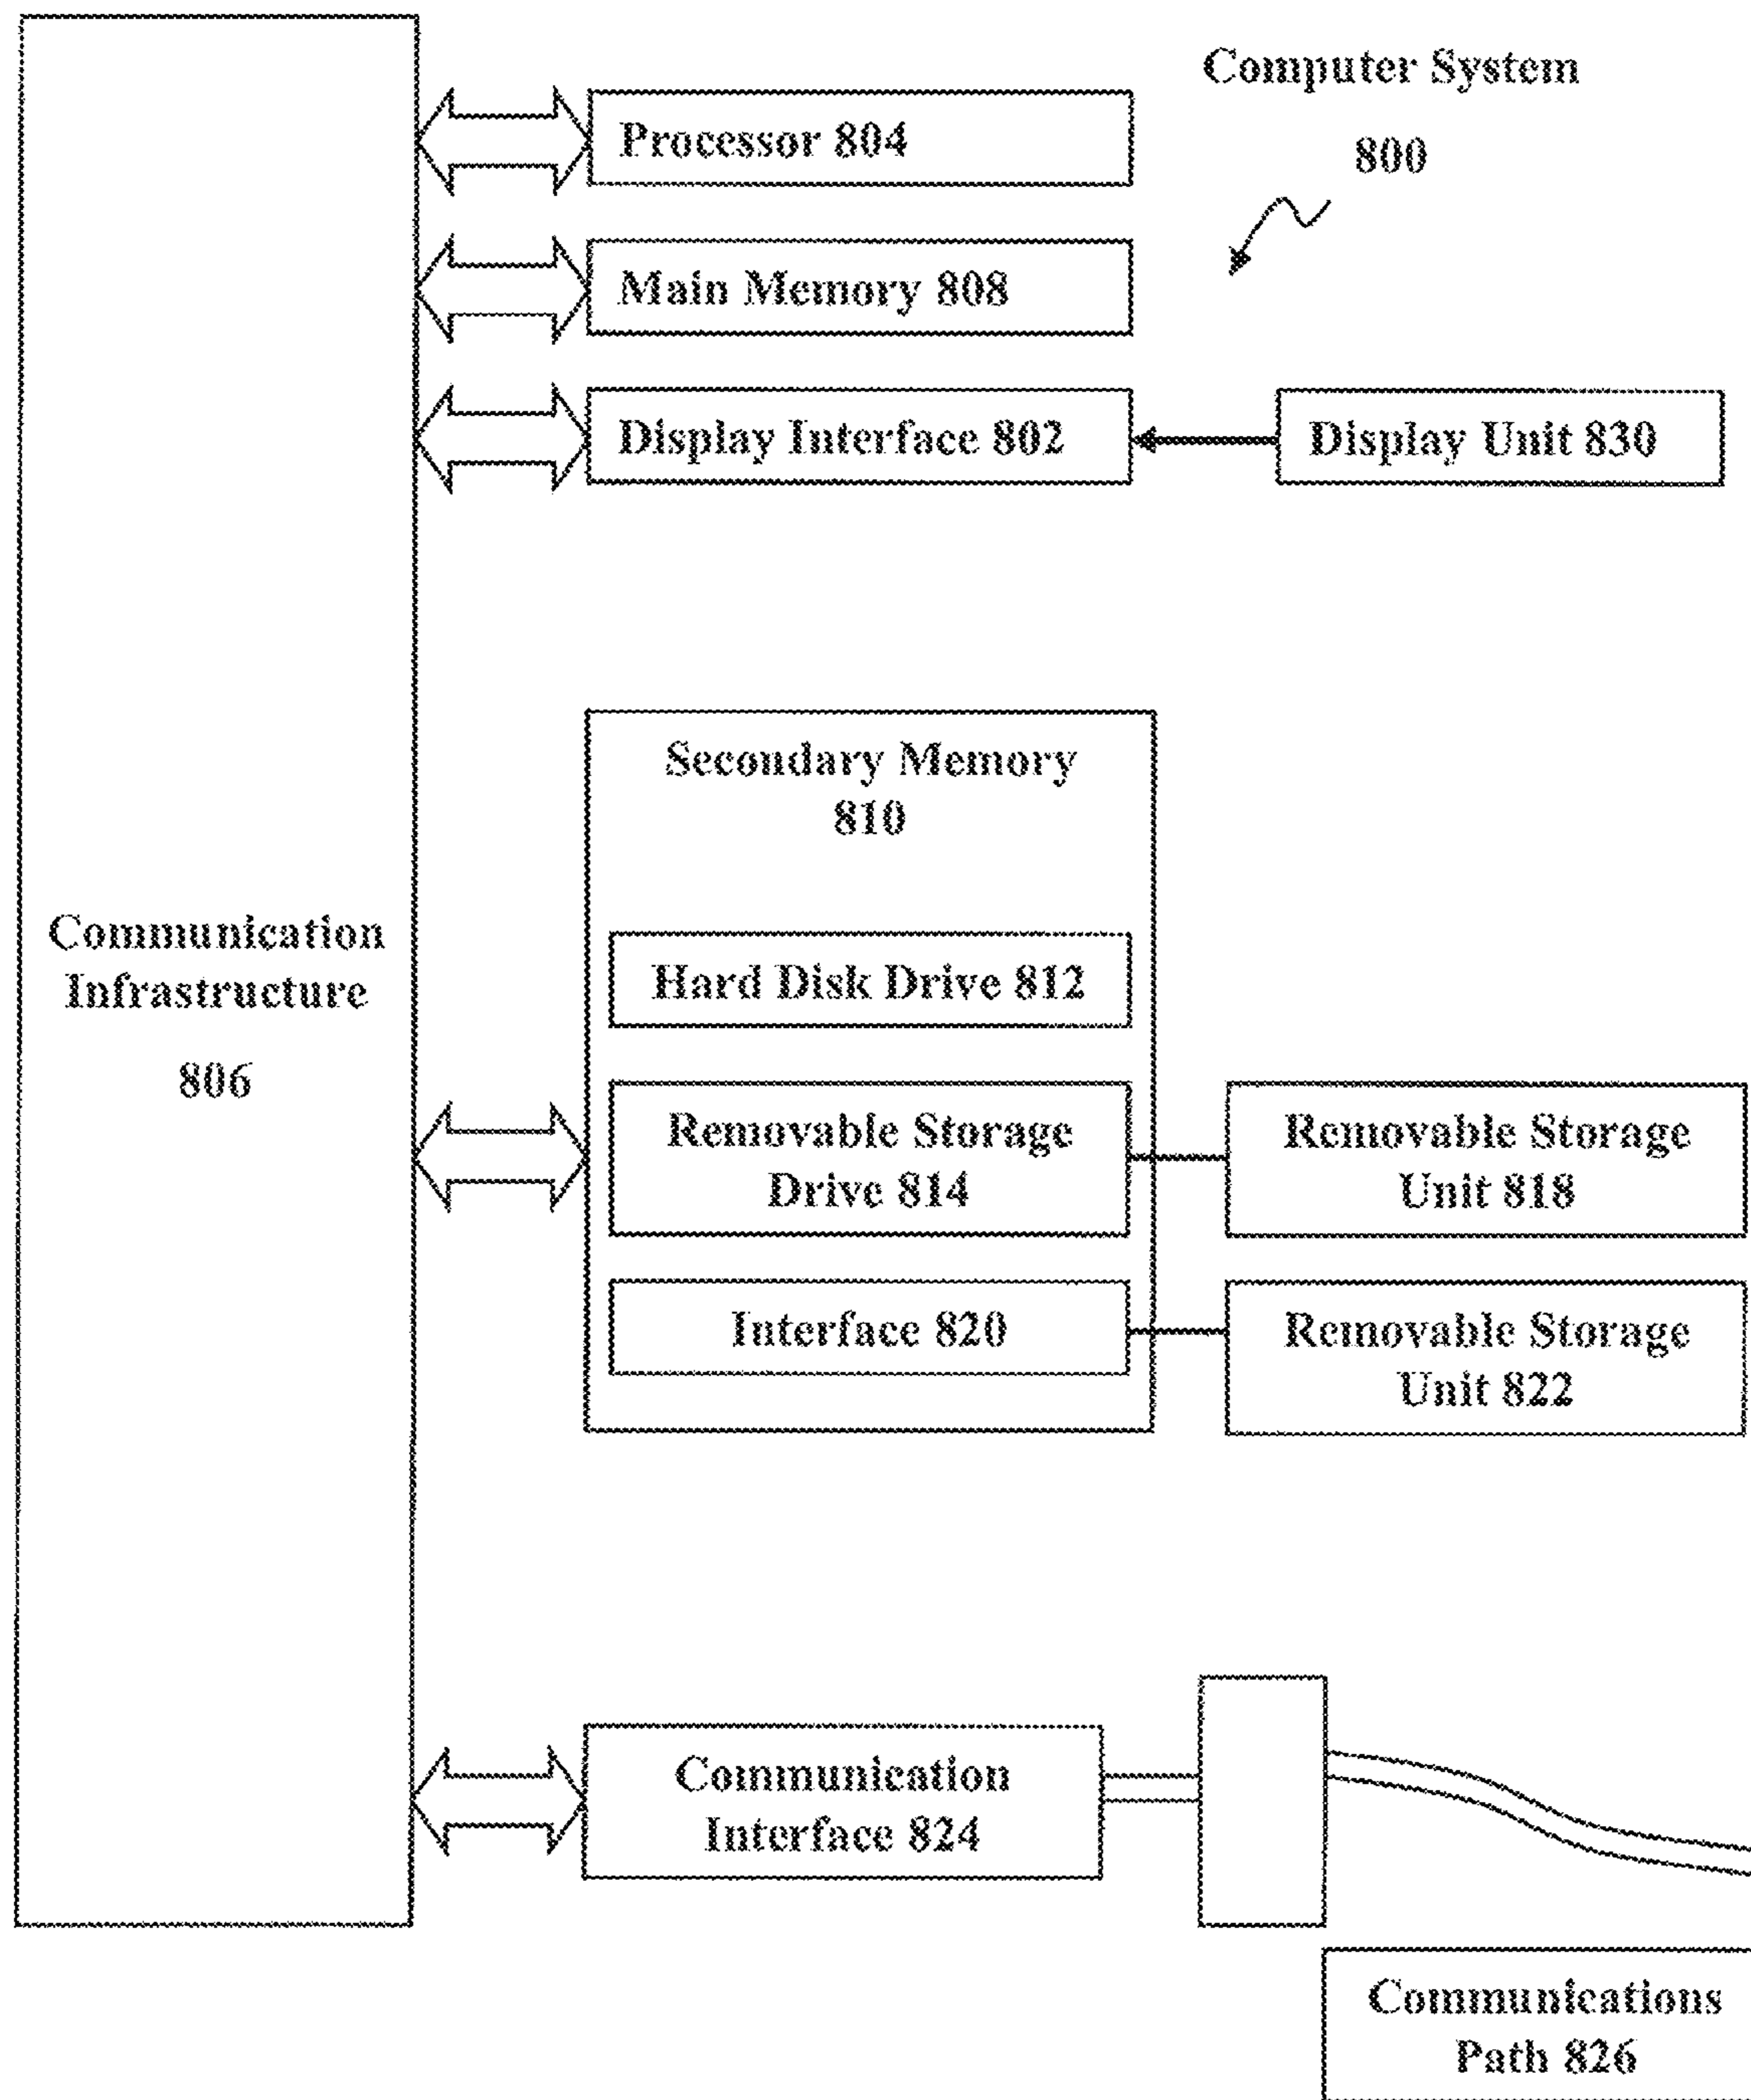 Computer System
800
Processor 804
Main Memory 808
Display Interface 802
Display Unit 830
Secondary Memory
810
Communication
Infrastructure
806
Hard Disk Drive 812
Removable Storage
Drive 814
Removable Storage
Unit 818
Interface 820
Removable Storage
Unit 822
Communication
Interface 824
Communications
Path 826